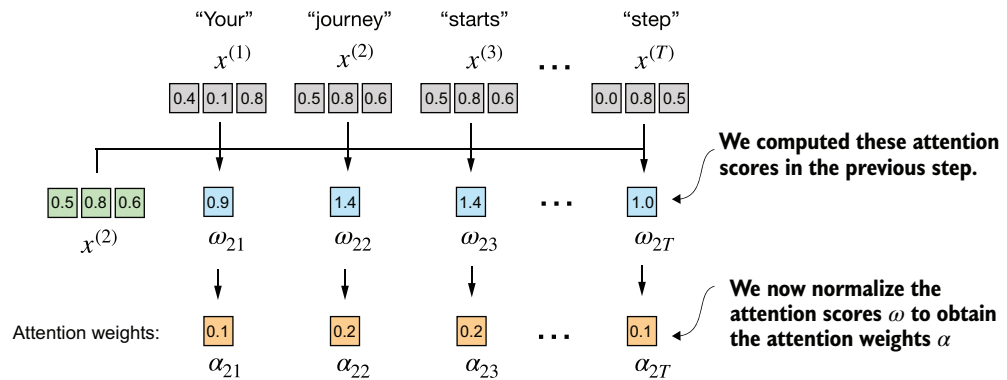 “Your” “journey” “starts” “step”
x(1) x(2) x(3) ... x(T)
0.4 0.1 0.8 0.5 0.8 0.6 0.5 0.8 0.6 0.0 0.8 0.5
We computed these attention
scores in the previous step.
0.5 0.8 0.6 0.9 1.4 1.4 ... 1.0
x(2) ω21 ω22 ω23 ω2T
We now normalize the
attention scores ω to obtain
the attention weights α
Attention weights: 0.1 0.2 0.2 ... 0.1
α21 α22 α23 α2T